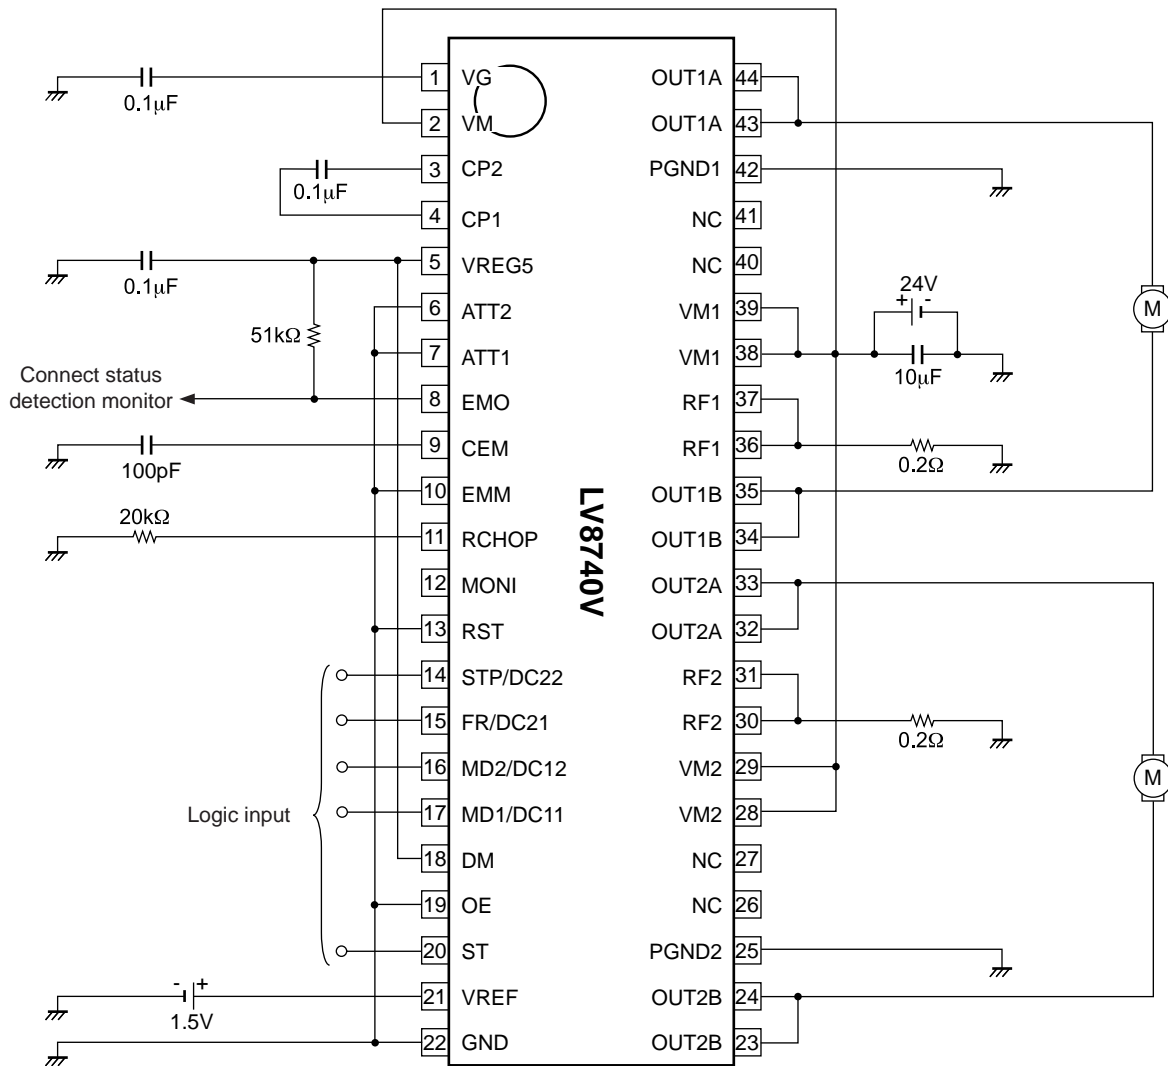 1 VG OUT1A 44
0.1μF
2 VM OUT1A 43
3 CP2 PGND1 42
0.1μF
4 CP1 NC 41
5 VREG5 NC 40
0.1μF
24V
+ -
6 ATT2 VM1 39
51kΩ
7 ATT1 VM1 38
10μF
Connect status
detection monitor
8 EMO RF1 37
9 CEM RF1 36
100pF
0.2Ω
10 EMM OUT1B 35
20kΩ
11 RCHOP OUT1B 34
12 MONI OUT2A 33
13 RST OUT2A 32
14 STP/DC22 RF2 31
15 FR/DC21 RF2 30
0.2Ω
16 MD2/DC12 VM2 29
17 MD1/DC11 VM2 28
Logic input
18 DM NC 27
19 OE NC 26
20 ST PGND2 25
- +
21 VREF OUT2B 24
1.5V
22 GND OUT2B 23
LV8740V
M
M